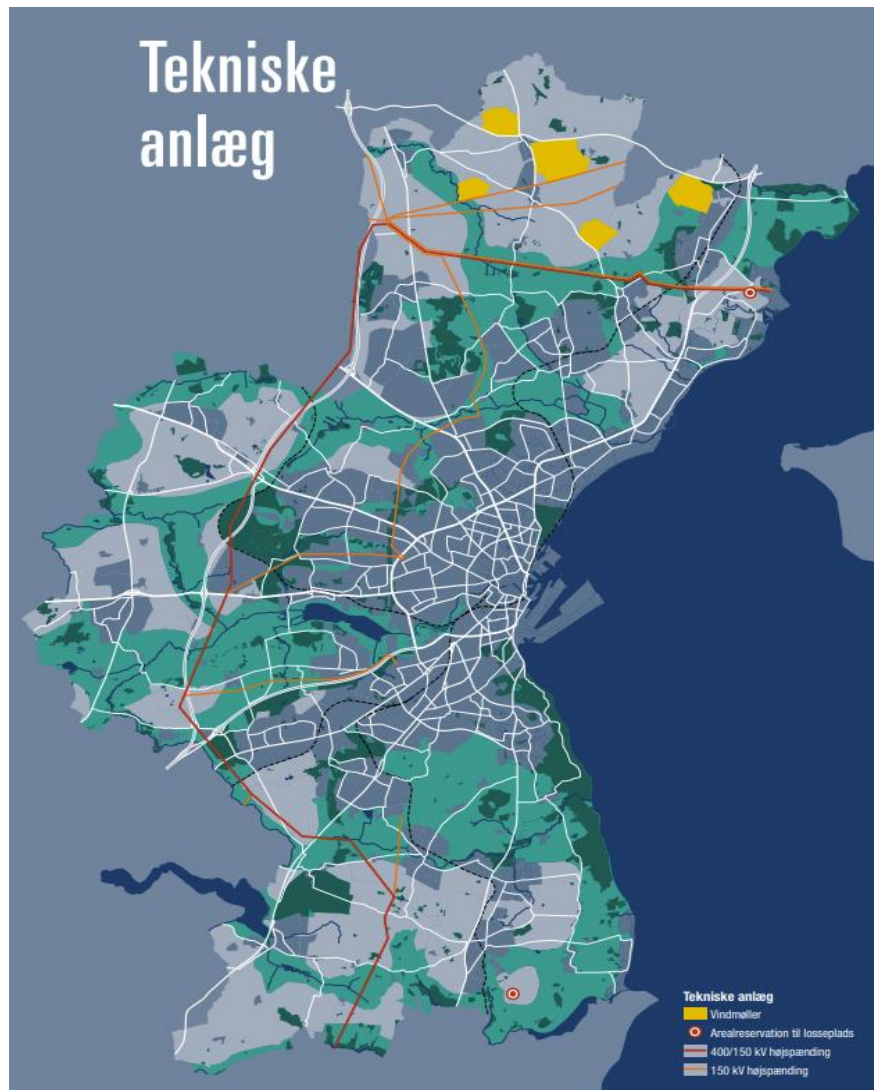 Tekniske
anlæg
Tekniske anlæg
Vindmøller
Arealreservation til losseplads
400/150 kV højspænding
150 kV højspænding